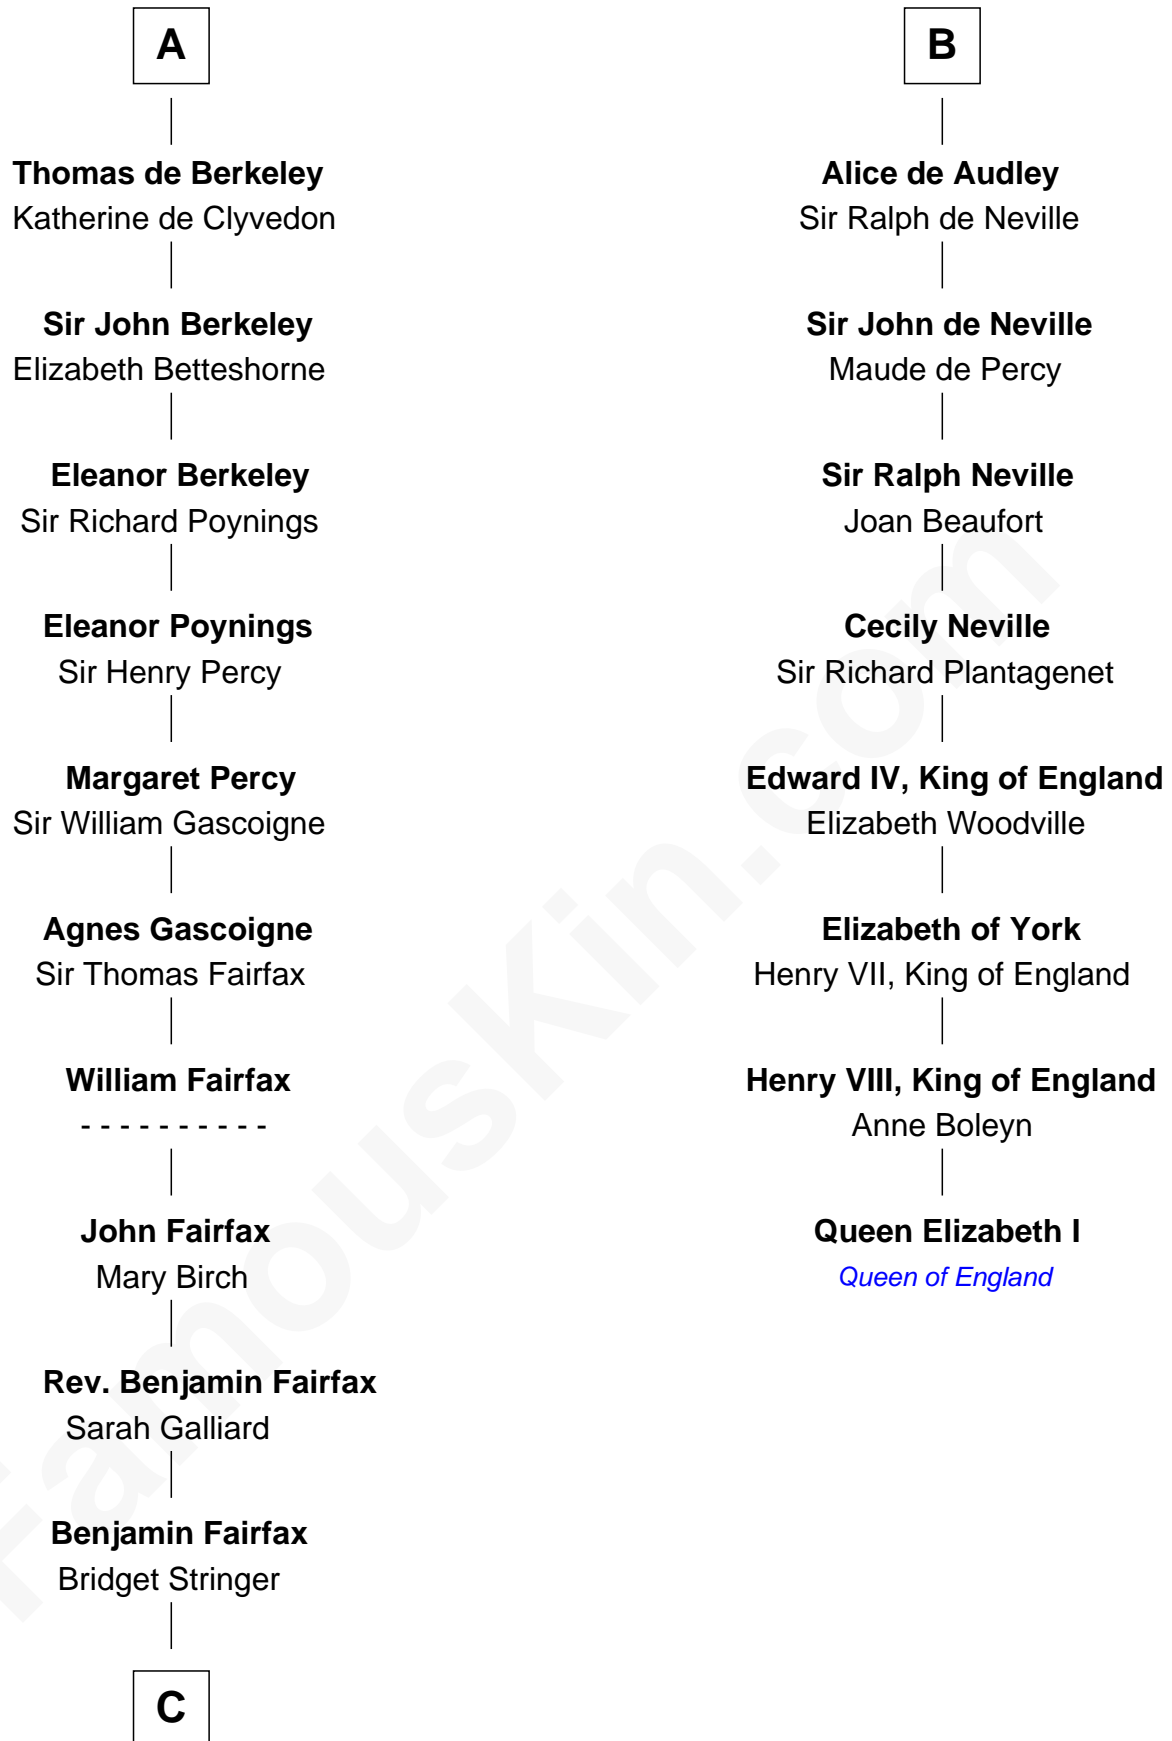 A
Thomas de Berkeley
Katherine de Clyvedon
Sir John Berkeley
Elizabeth Betteshorne
Eleanor Berkeley
Sir Richard Poynings
Eleanor Poynings
Sir Henry Percy
Margaret Percy
Sir William Gascoigne
Agnes Gascoigne
Sir Thomas Fairfax
William Fairfax
- - - - - - - - - -
John Fairfax
Mary Birch
Rev. Benjamin Fairfax
Sarah Galliard
Benjamin Fairfax
Bridget Stringer
C
B
Alice de Audley
Sir Ralph de Neville
Sir John de Neville
Maude de Percy
Sir Ralph Neville
Joan Beaufort
Cecily Neville
Sir Richard Plantagenet
Edward IV, King of England
Elizabeth Woodville
Elizabeth of York
Henry VII, King of England
Henry VIII, King of England
Anne Boleyn
Queen Elizabeth I
Queen of England
FamousKin.com